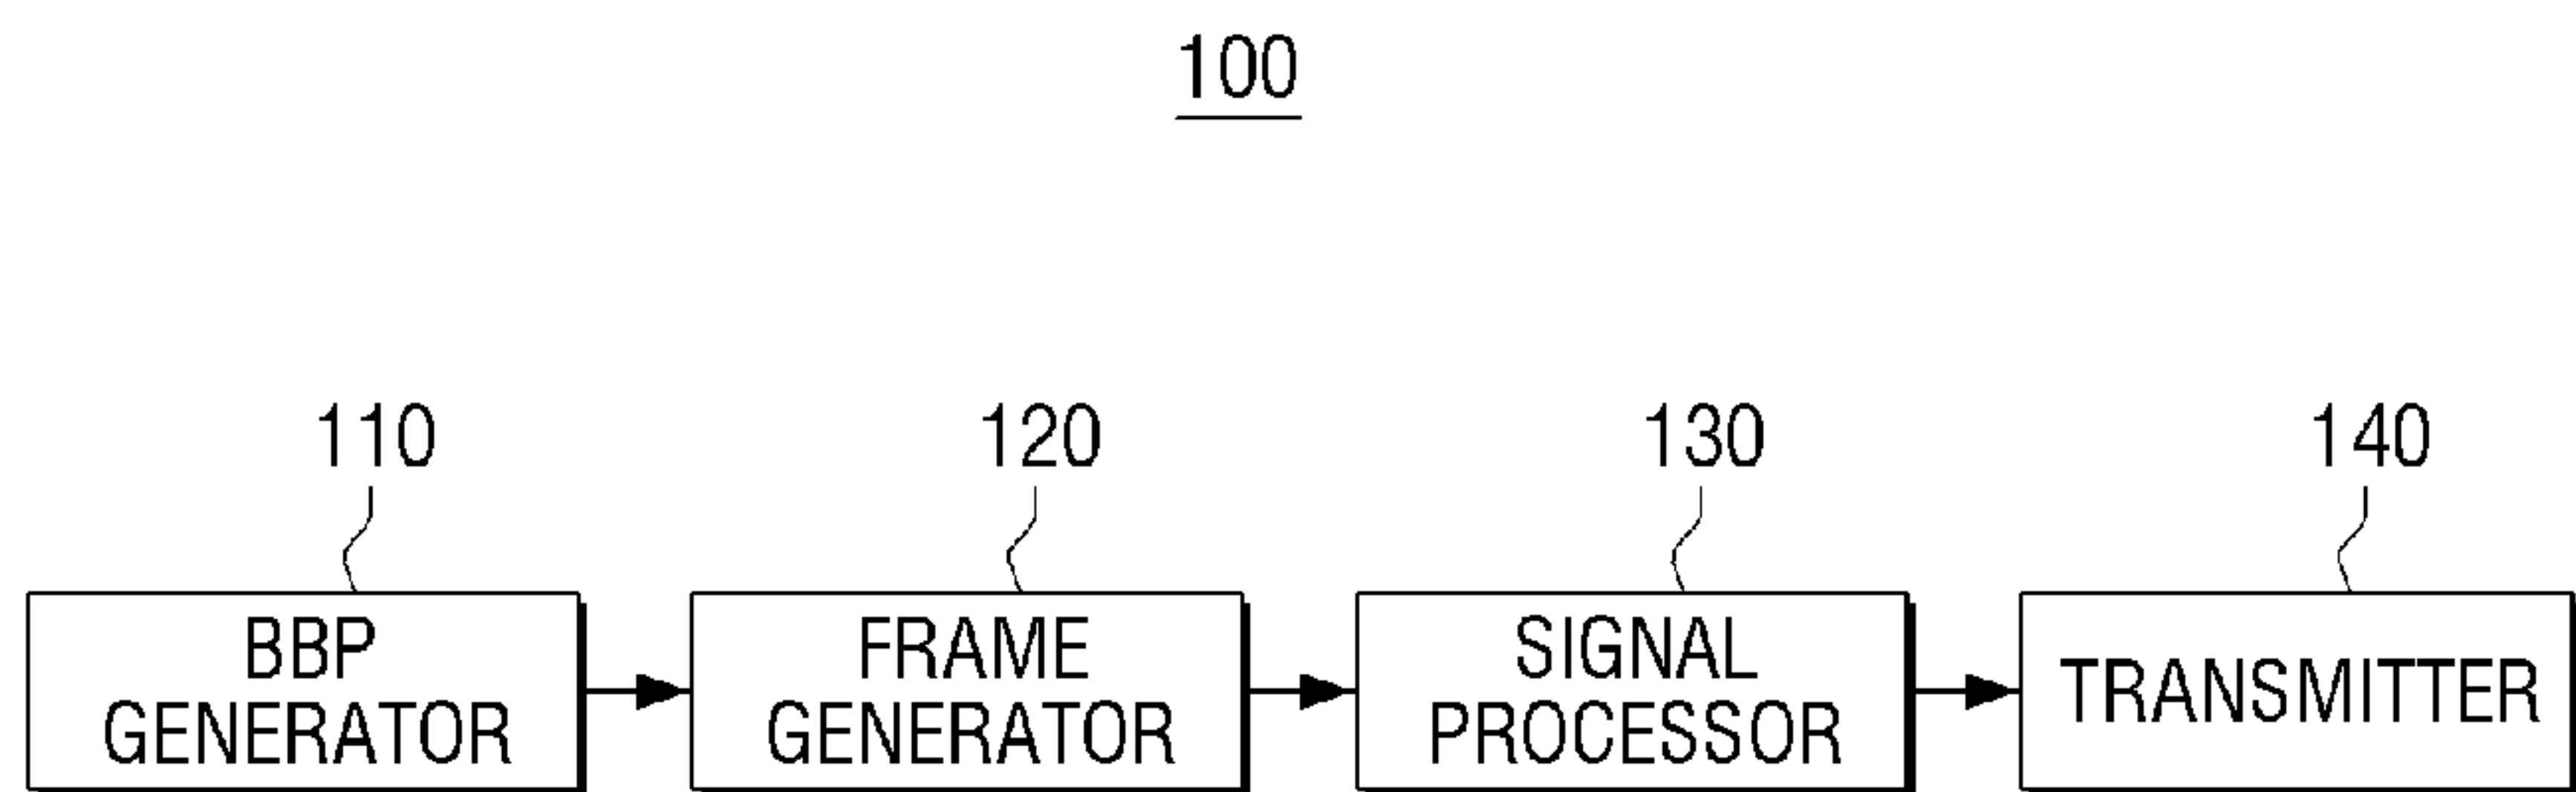 100
110
120
130
140
BBP
GENERATOR
FRAME
GENERATOR
SIGNAL
PROCESSOR
TRANSMITTER